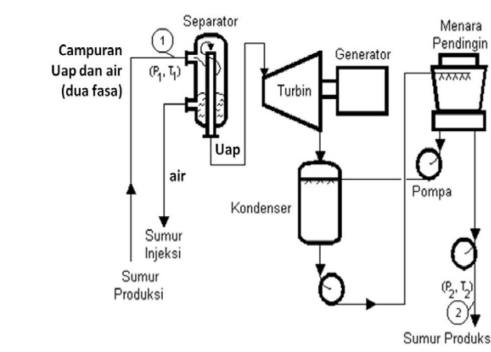 Separator
Menara
Pendingin
Campuran
Uap dan air
(dua fasa)
1
(P₁, T₁)
Generator
Turbin
Uap
air
Kondenser
Pompa
Sumur
Injeksi
Sumur
Produksi
(P₂, T₂)
2
Sumur Produks